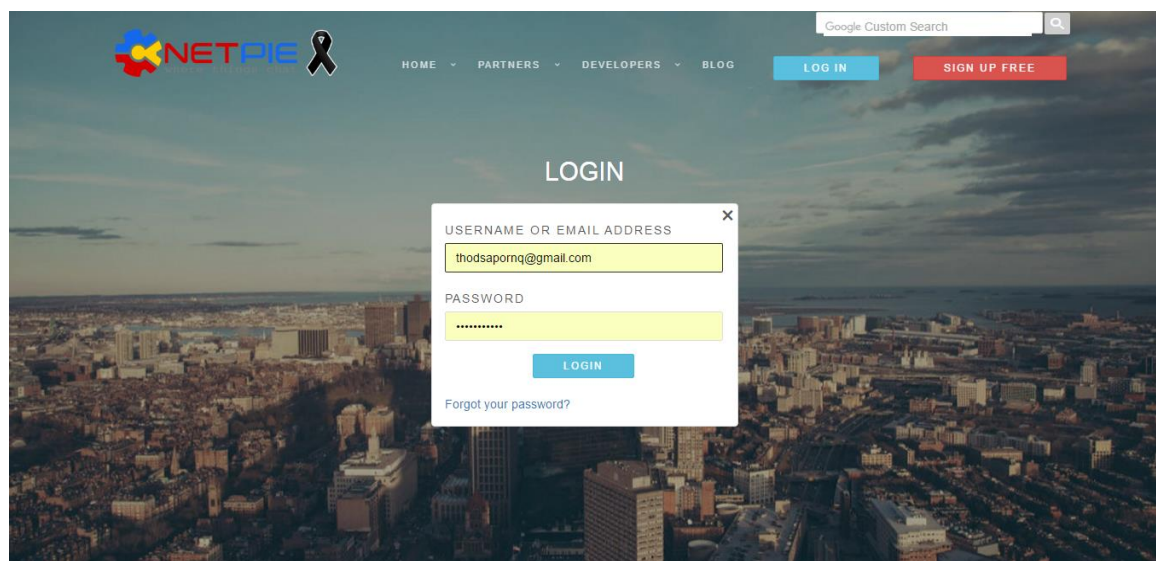 Google Custom Search
NETPIE
HOME PARTNERS DEVELOPERS BLOG LOG IN SIGN UP FREE
LOGIN
USERNAME OR EMAIL ADDRESS
thodsapornq@gmail.com
PASSWORD
•••••••••••
LOGIN
Forgot your password?